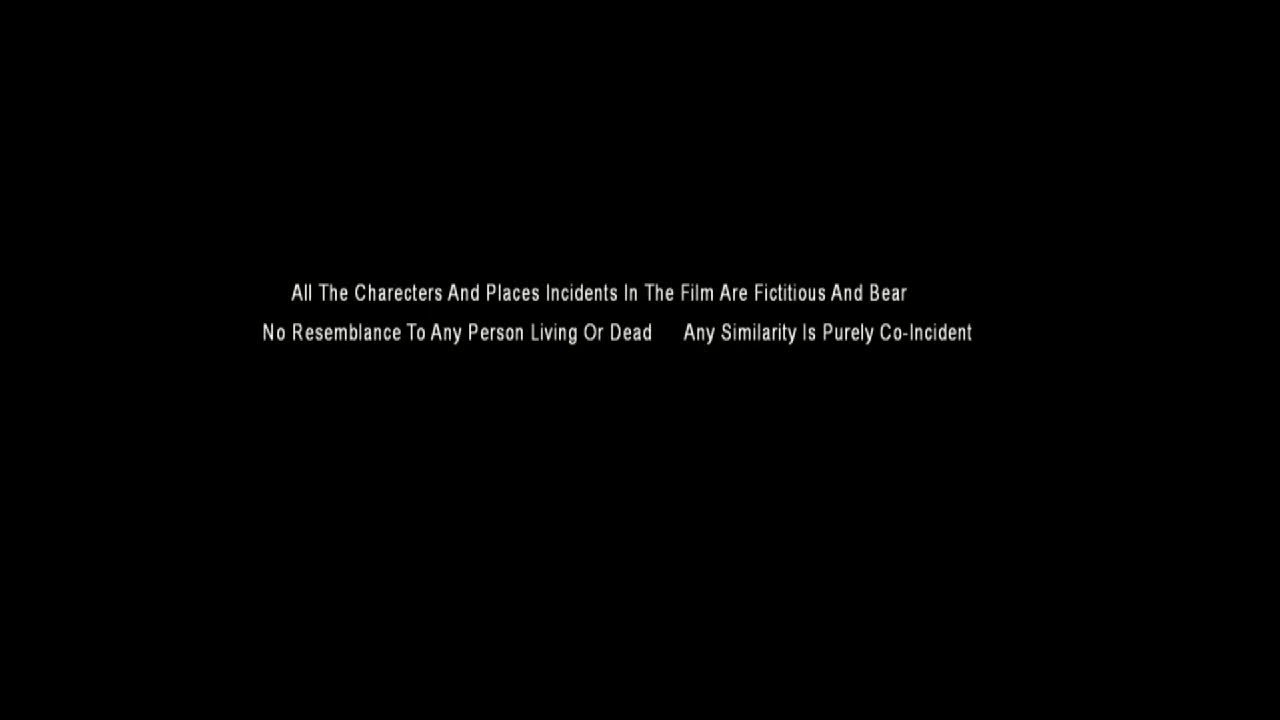 All The Charecters And Places Incidents In The Film Are Fictitious And Bear
No Resemblance To Any Person Living Or Dead Any Similarity Is Purely Co-Incident